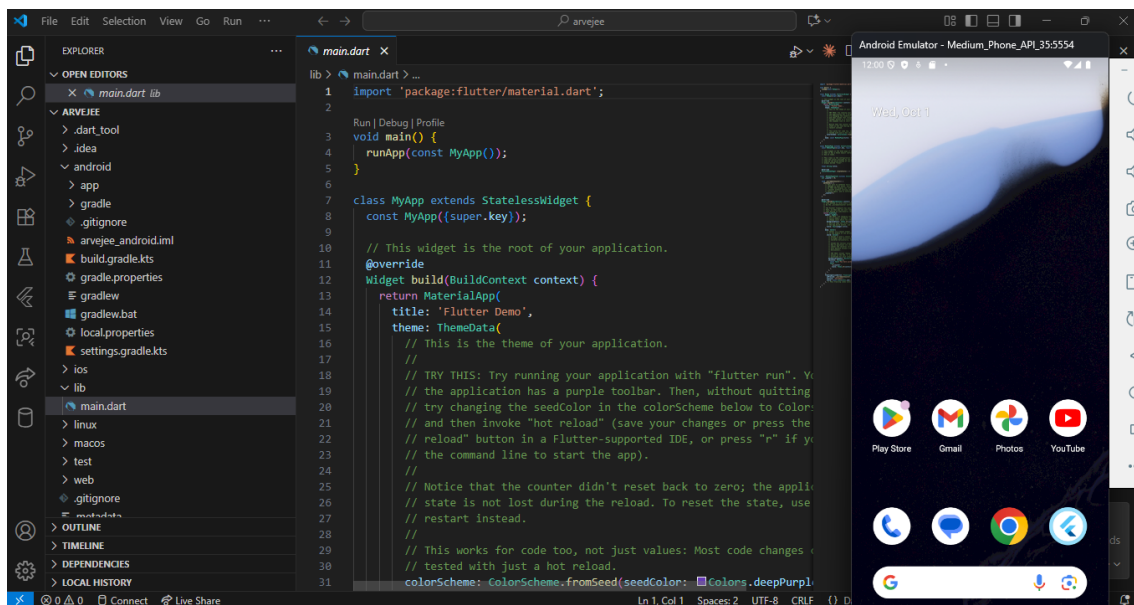 File Edit Selection View Go Run ···
arvejee
EXPLORER ···
OPEN EDITORS
main.dart lib
ARVEJEE
.dart_tool
.idea
android
app
gradle
.gitignore
arvejee_android.iml
build.gradle.kts
gradle.properties
gradlew
gradlew.bat
local.properties
settings.gradle.kts
ios
lib
main.dart
linux
macos
test
web
.gitignore
.metadata
OUTLINE
TIMELINE
DEPENDENCIES
LOCAL HISTORY
main.dart
lib > main.dart > ...
1 import 'package:flutter/material.dart';
2
Run | Debug | Profile
3 void main() {
4 runApp(const MyApp());
5 }
6
7 class MyApp extends StatelessWidget {
8 const MyApp({super.key});
9
10 // This widget is the root of your application.
11 @override
12 Widget build(BuildContext context) {
13 return MaterialApp(
14 title: 'Flutter Demo',
15 theme: ThemeData(
16 // This is the theme of your application.
17 //
18 // TRY THIS: Try running your application with "flutter run".
19 // the application has a purple toolbar. Then, without quitting
20 // try changing the seedColor in the colorScheme below to Colors
21 // and then invoke "hot reload" (save your changes or press the
22 // reload" button in a Flutter-supported IDE, or press "r" if
23 // the command line to start the app).
24 //
25 // Notice that the counter didn't reset back to zero; the
26 // state is not lost during the reload. To reset the state, use
27 // restart instead.
28 //
29 // This works for code too, not just values: Most code changes
30 // tested with just a hot reload.
31 colorScheme: ColorScheme.fromSeed(seedColor: Colors.deepPurpl
Android Emulator - Medium_Phone_API_35:5554
12:00
Wed, Oct 1
Play Store Gmail Photos YouTube
G
0 0 Connect Live Share
Ln 1, Col 1 Spaces: 2 UTF-8 CRLF {} D